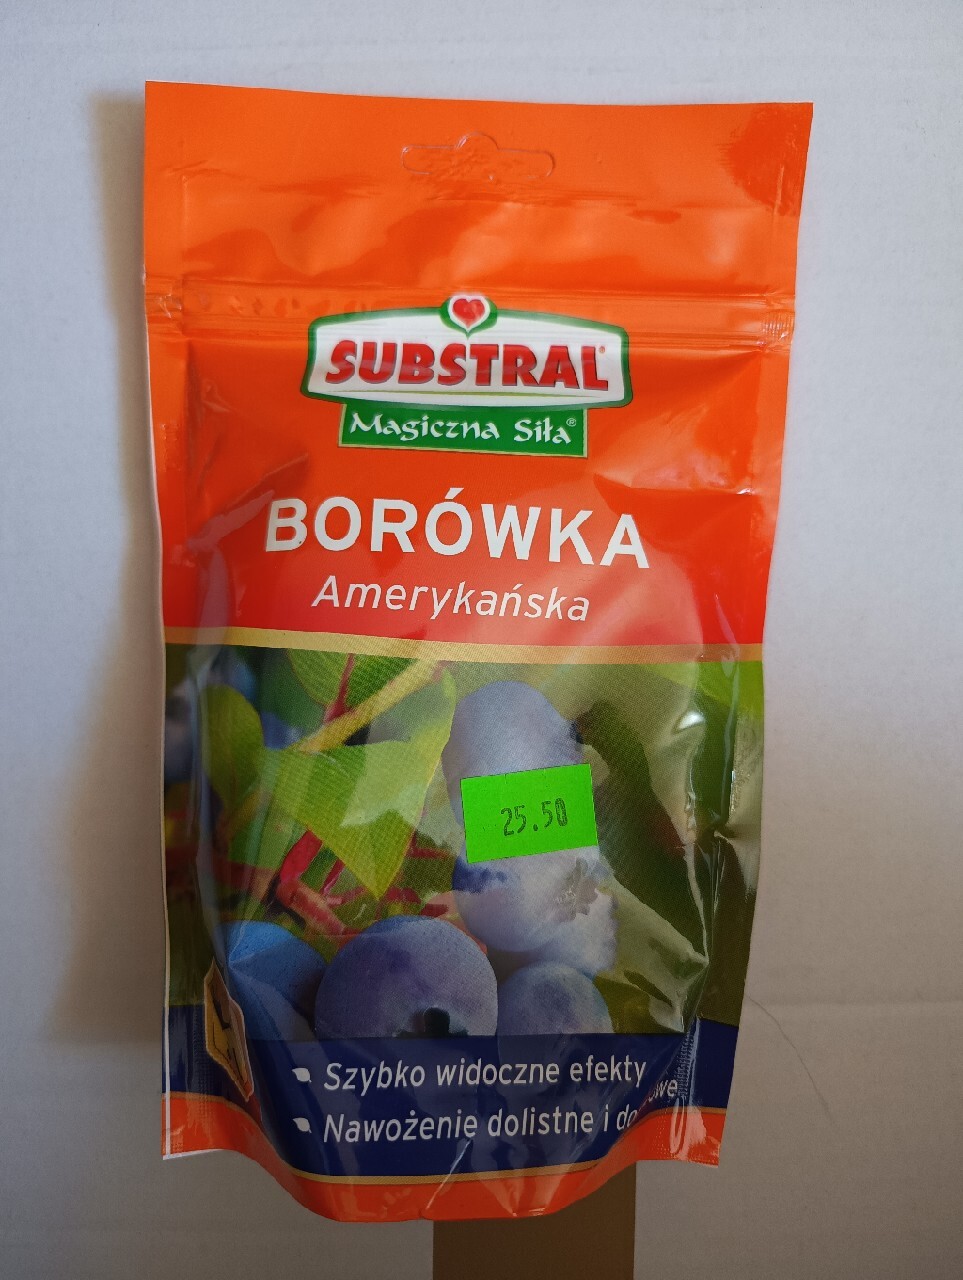 SUBSTRAL®
Magiczna Siła®
BORÓWKA
Amerykańska
25.50
Szybko widoczne efekty
Nawożenie dolistne i